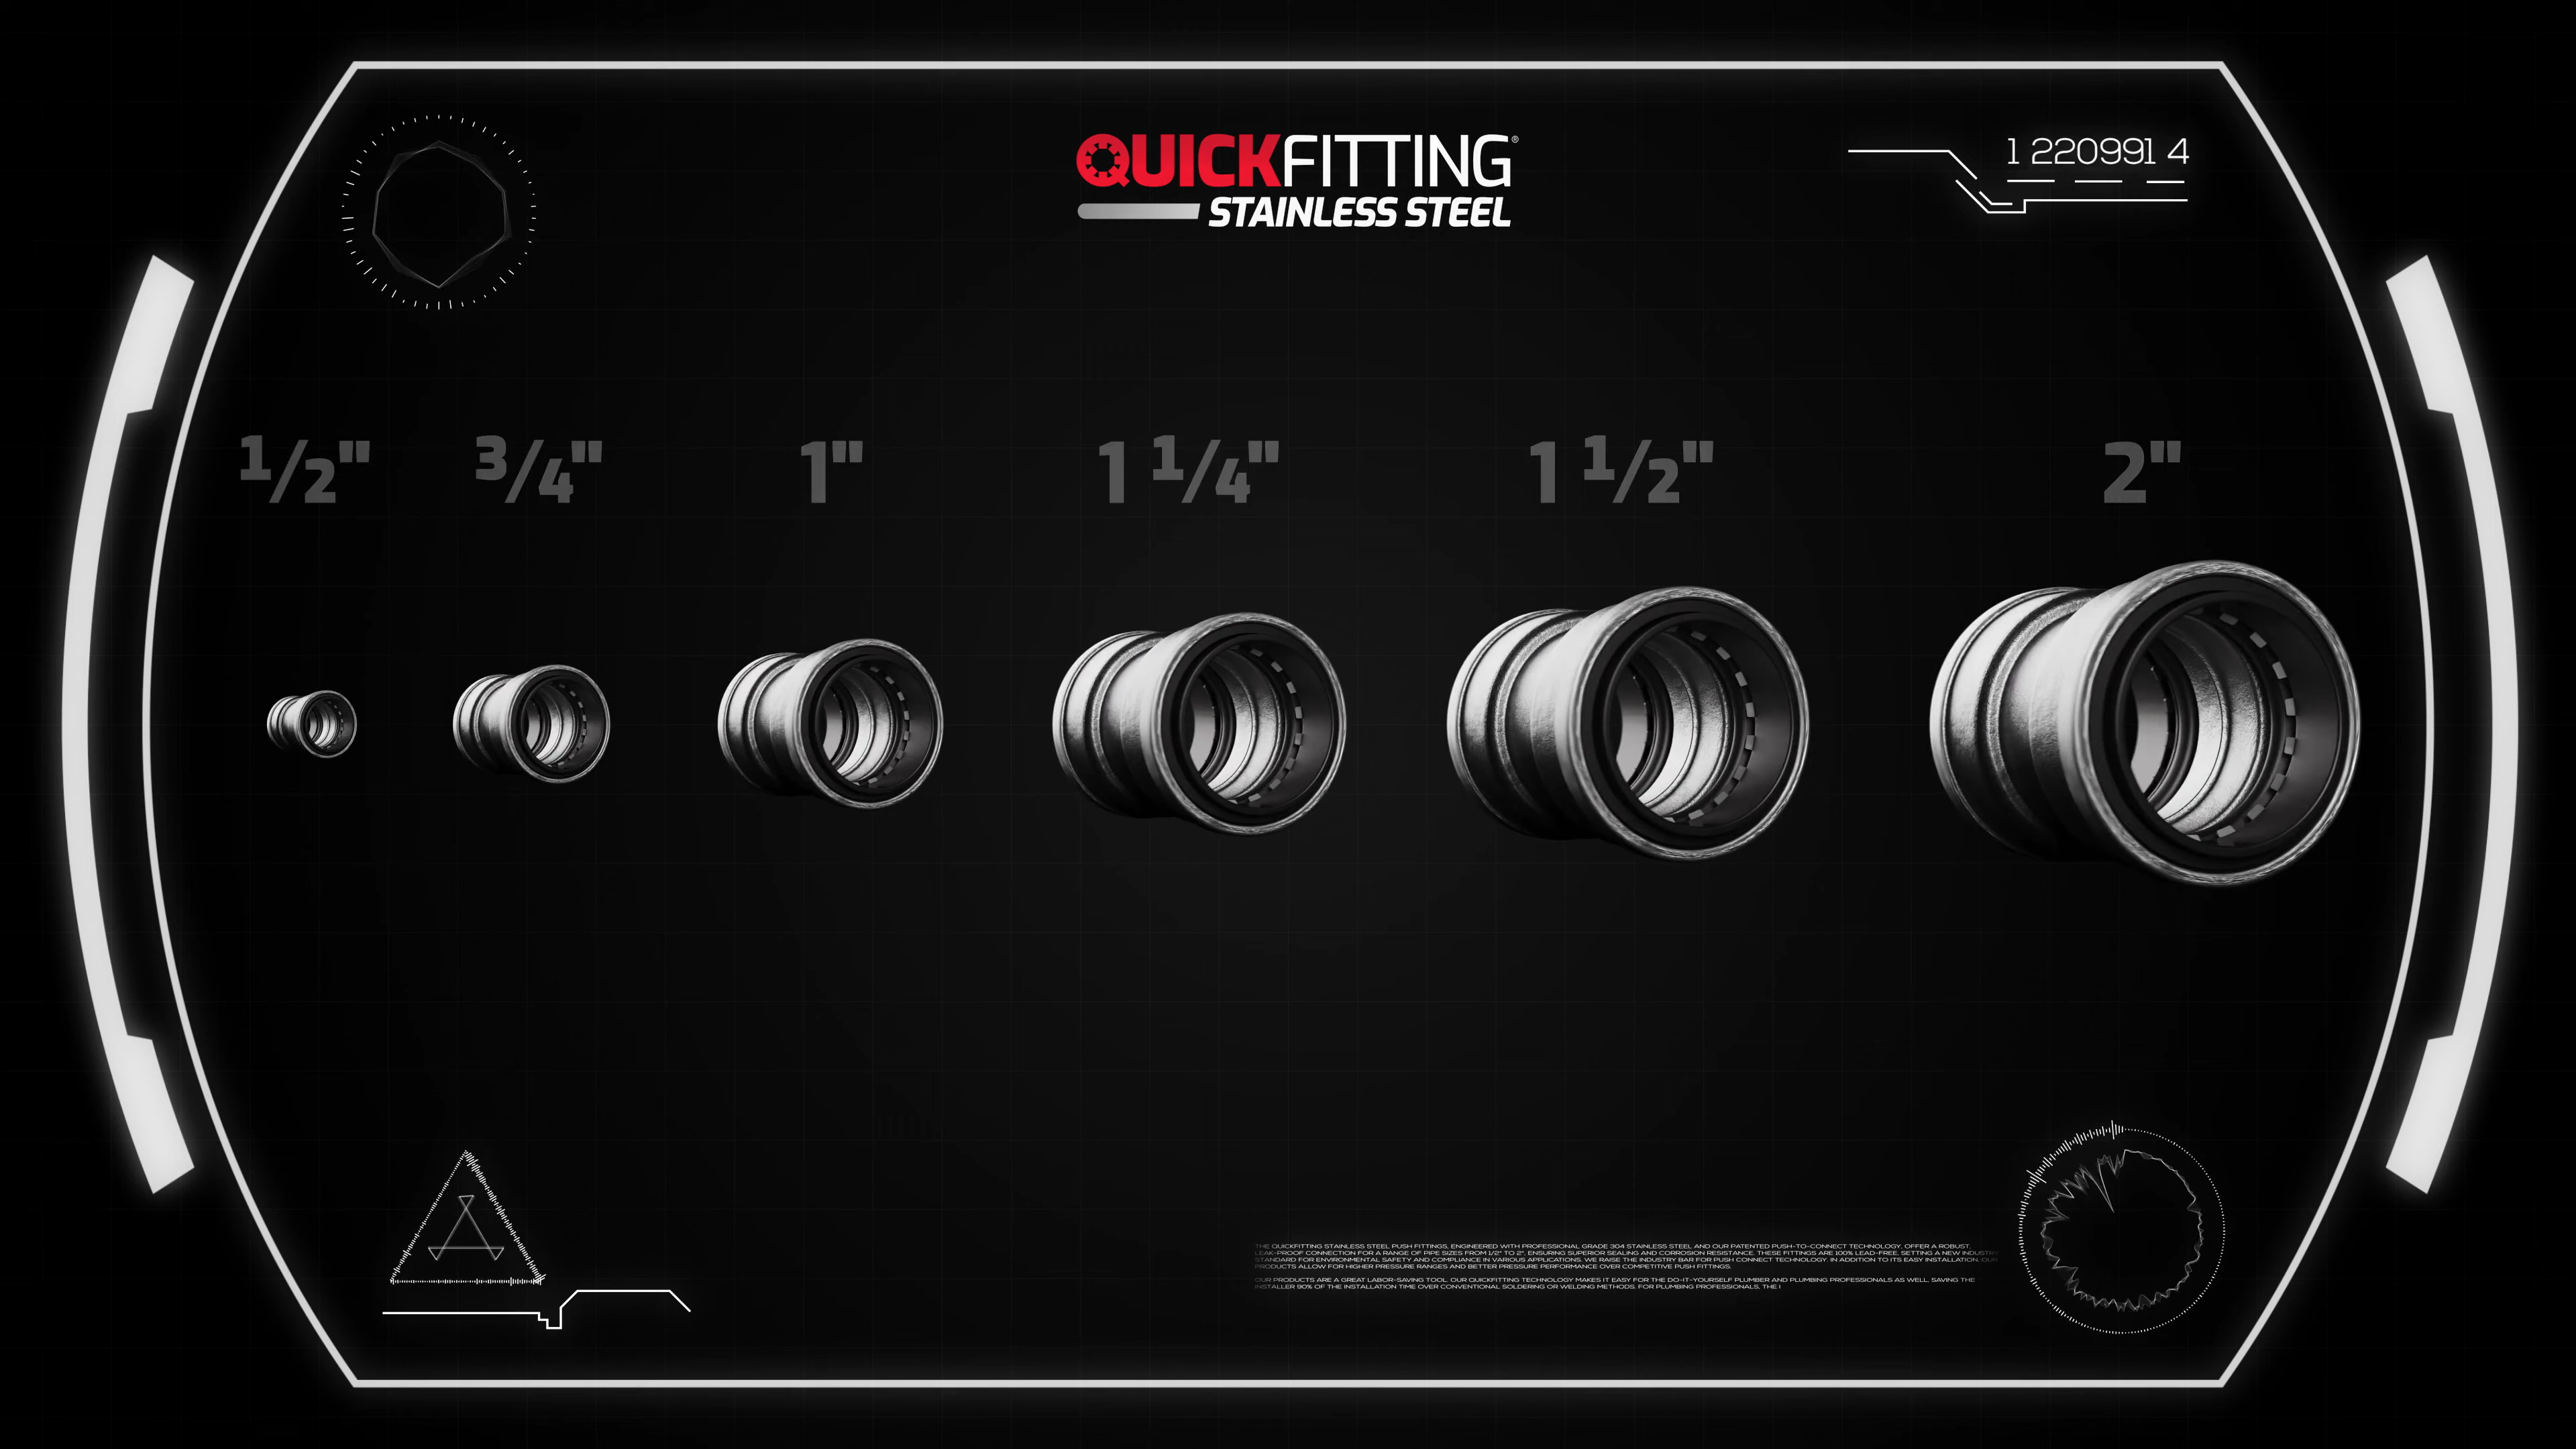 QUICKFITTING®
STAINLESS STEEL
1 220991 4
1/2" 3/4" 1" 1 1/4" 1 1/2" 2"
THE QUICKFITTING STAINLESS STEEL PUSH FITTINGS, ENGINEERED WITH PROFESSIONAL GRADE 304 STAINLESS STEEL AND OUR PATENTED PUSH-TO-CONNECT TECHNOLOGY, OFFER A ROBUST,
LEAK-PROOF CONNECTION FOR A RANGE OF PIPE SIZES FROM 1/2" TO 2", ENSURING SUPERIOR SEALING AND CORROSION RESISTANCE. THESE FITTINGS ARE 100% LEAD-FREE, SETTING A NEW INDUSTRY
STANDARD FOR ENVIRONMENTAL SAFETY AND COMPLIANCE IN VARIOUS APPLICATIONS. WE RAISE THE INDUSTRY BAR FOR PUSH CONNECT TECHNOLOGY. IN ADDITION TO ITS EASY INSTALLATION, OUR
PRODUCTS ALLOW FOR HIGHER PRESSURE RANGES AND BETTER PRESSURE PERFORMANCE OVER COMPETITIVE PUSH FITTINGS.
OUR PRODUCTS ARE A GREAT LABOR-SAVING TOOL. OUR QUICKFITTING TECHNOLOGY MAKES IT EASY FOR THE DO-IT-YOURSELF PLUMBER AND PLUMBING PROFESSIONALS AS WELL, SAVING THE
INSTALLER 90% OF THE INSTALLATION TIME OVER CONVENTIONAL SOLDERING OR WELDING METHODS. FOR PLUMBING PROFESSIONALS, THE I